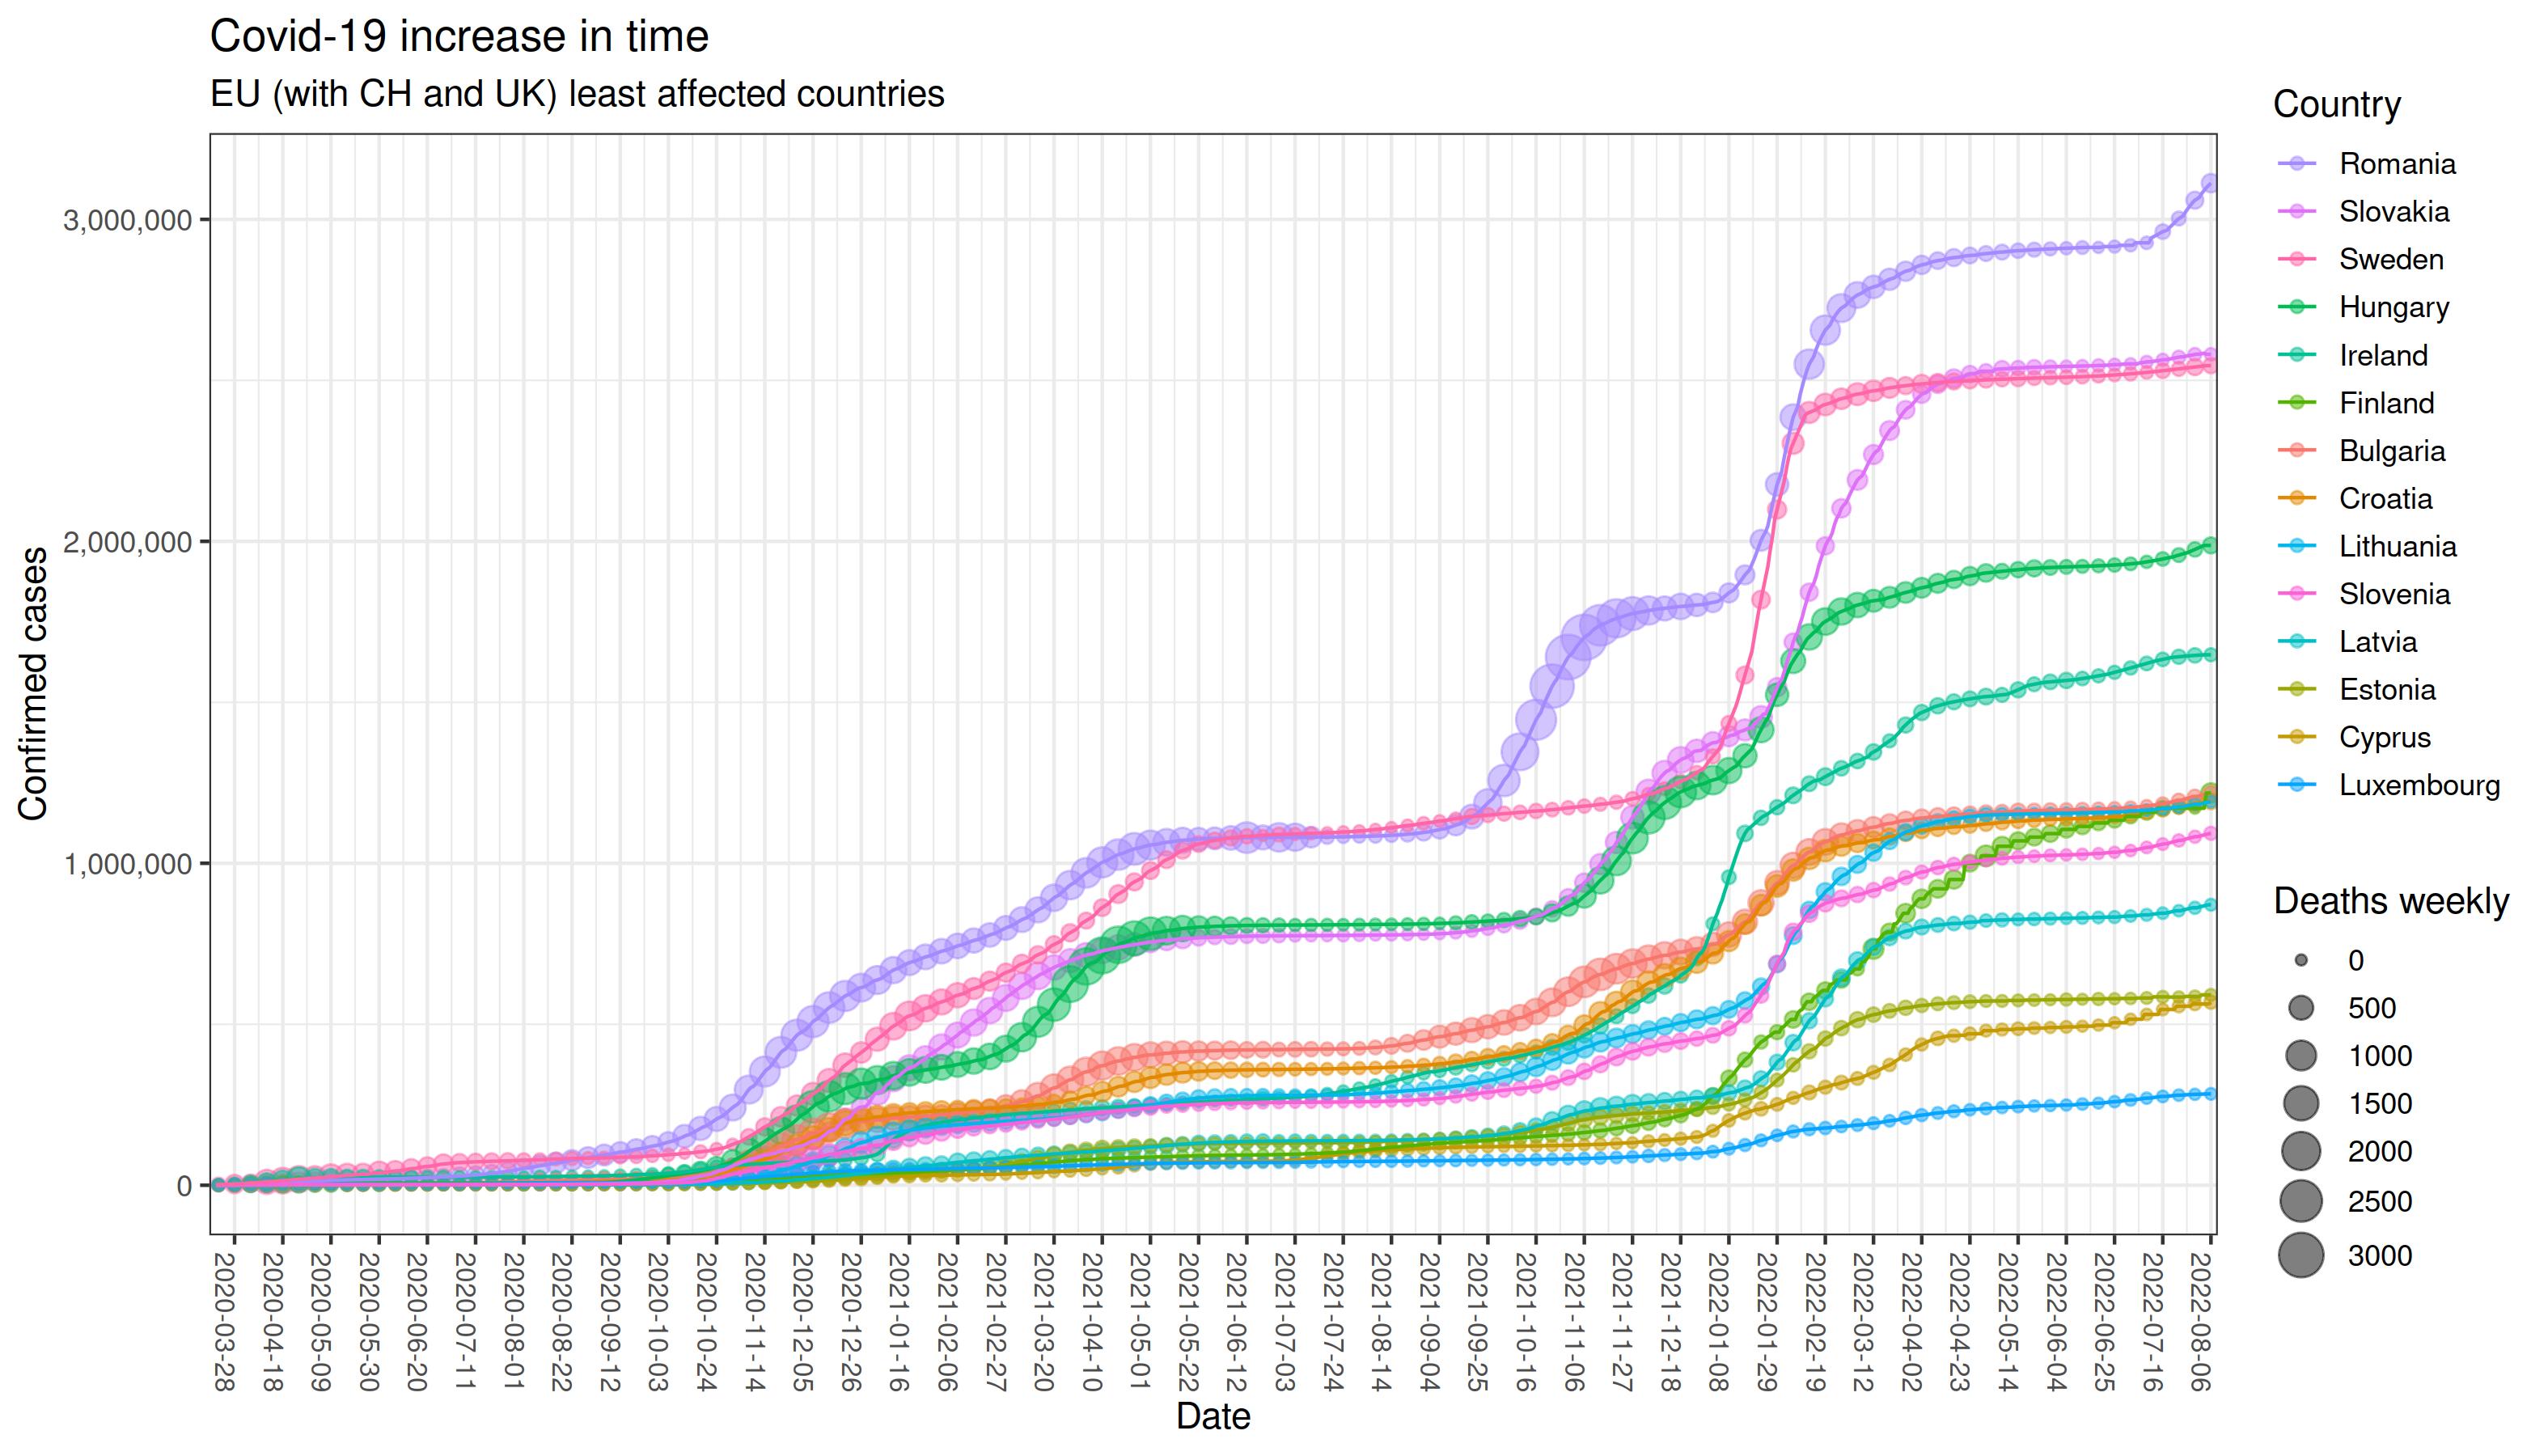 Covid-19 increase in time
EU (with CH and UK) least affected countries
Confirmed cases
3,000,000
2,000,000
1,000,000
0
2020-03-28
2020-04-18
2020-05-09
2020-05-30
2020-06-20
2020-07-11
2020-08-01
2020-08-22
2020-09-12
2020-10-03
2020-10-24
2020-11-14
2020-12-05
2020-12-26
2021-01-16
2021-02-06
2021-02-27
2021-03-20
2021-04-10
2021-05-01
2021-05-22
2021-06-12
2021-07-03
2021-07-24
2021-08-14
2021-09-04
2021-09-25
2021-10-16
2021-11-06
2021-11-27
2021-12-18
2022-01-08
2022-01-29
2022-02-19
2022-03-12
2022-04-02
2022-04-23
2022-05-14
2022-06-04
2022-06-25
2022-07-16
2022-08-06
Date
Country
Romania
Slovakia
Sweden
Hungary
Ireland
Finland
Bulgaria
Croatia
Lithuania
Slovenia
Latvia
Estonia
Cyprus
Luxembourg
Deaths weekly
0
500
1000
1500
2000
2500
3000